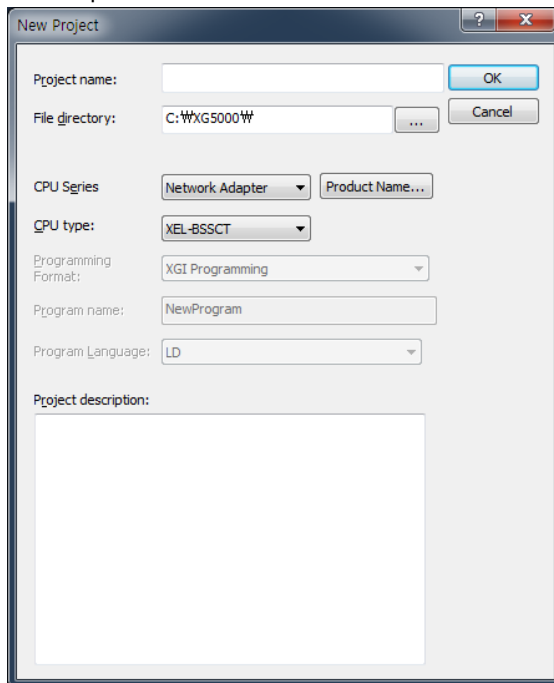 New Project
?
X
Project name:
OK
File directory:
C:₩XG5000₩
...
Cancel
CPU Series
Network Adapter
Product Name...
CPU type:
XEL-BSSCT
Programming
Format:
XGI Programming
Program name:
NewProgram
Program Language:
LD
Project description: